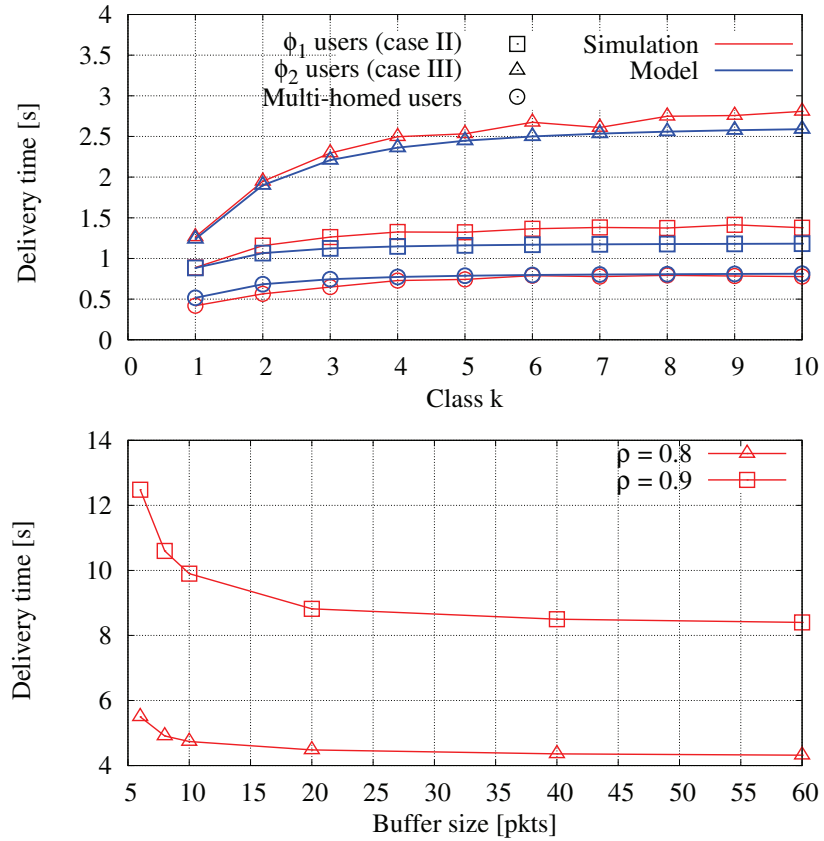 4
3.5
3
2.5
2
1.5
1
0.5
0
Delivery time [s]
ϕ1 users (case II)
ϕ2 users (case III)
Multi-homed users
Simulation
Model
0 1 2 3 4 5 6 7 8 9 10
Class k
14
12
10
8
6
4
Delivery time [s]
ρ = 0.8
ρ = 0.9
5 10 15 20 25 30 35 40 45 50 55 60
Buffer size [pkts]